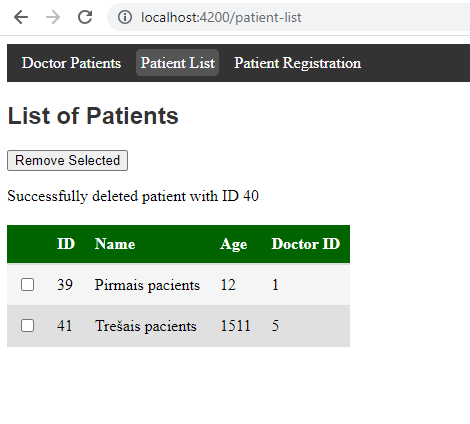 localhost:4200/patient-list
Doctor Patients Patient List Patient Registration
List of Patients
Remove Selected
Successfully deleted patient with ID 40
ID Name Age Doctor ID
39 Pirmais pacients 12 1
41 Trešais pacients 1511 5